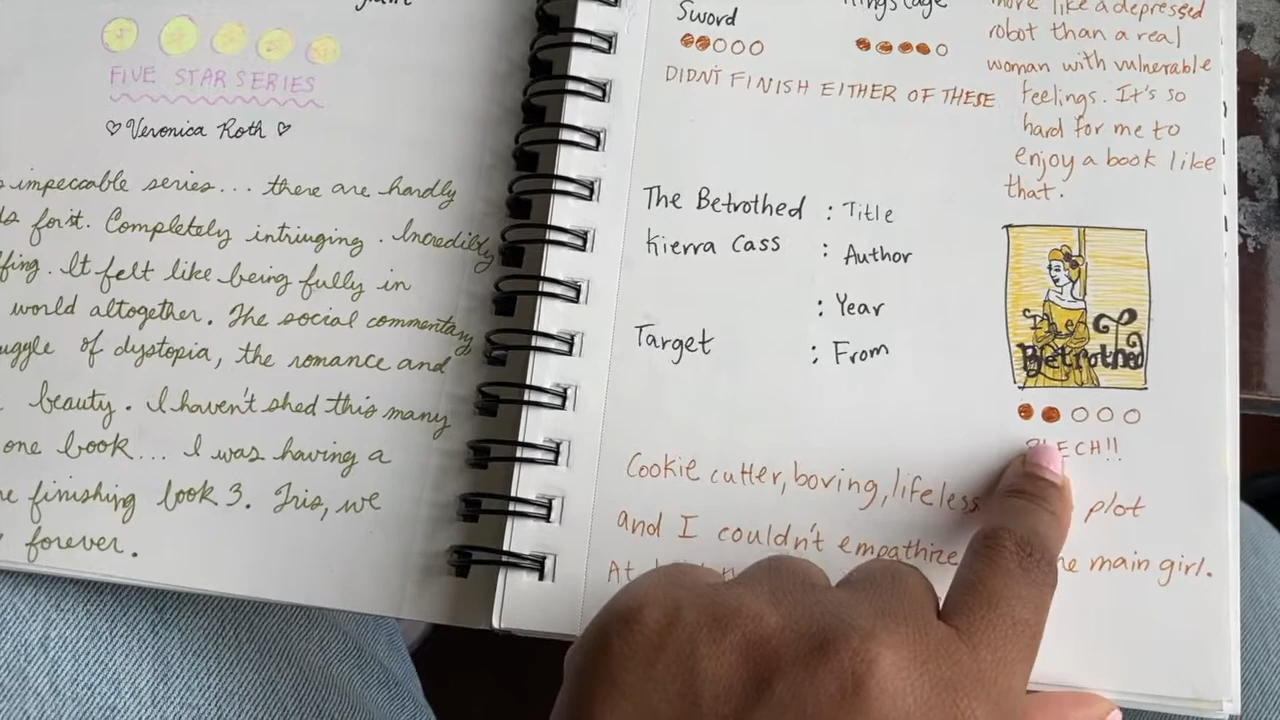 FIVE STAR SERIES
♡ Veronica Roth ♡
impeccable series... there are hardly
for it. Completely intriuging. Incredibly
It felt like being fully in
world altogether. The social commentary
of dystopia, the romance and
beauty. I haven't shed this many
one book... I was having a
finishing book 3. Tris, we
forever.
Sword
DIDN'T FINISH EITHER OF THESE
more like a depressed
robot than a real
woman with vulnerable
feelings. It's so
hard for me to
enjoy a book like
that.
The Betrothed : Title
Kierra Cass : Author
: Year
Target : From
The
Betrothed
BLECH!!
Cookie cutter, boring, lifeless plot
and I couldn't empathize the main girl.
At